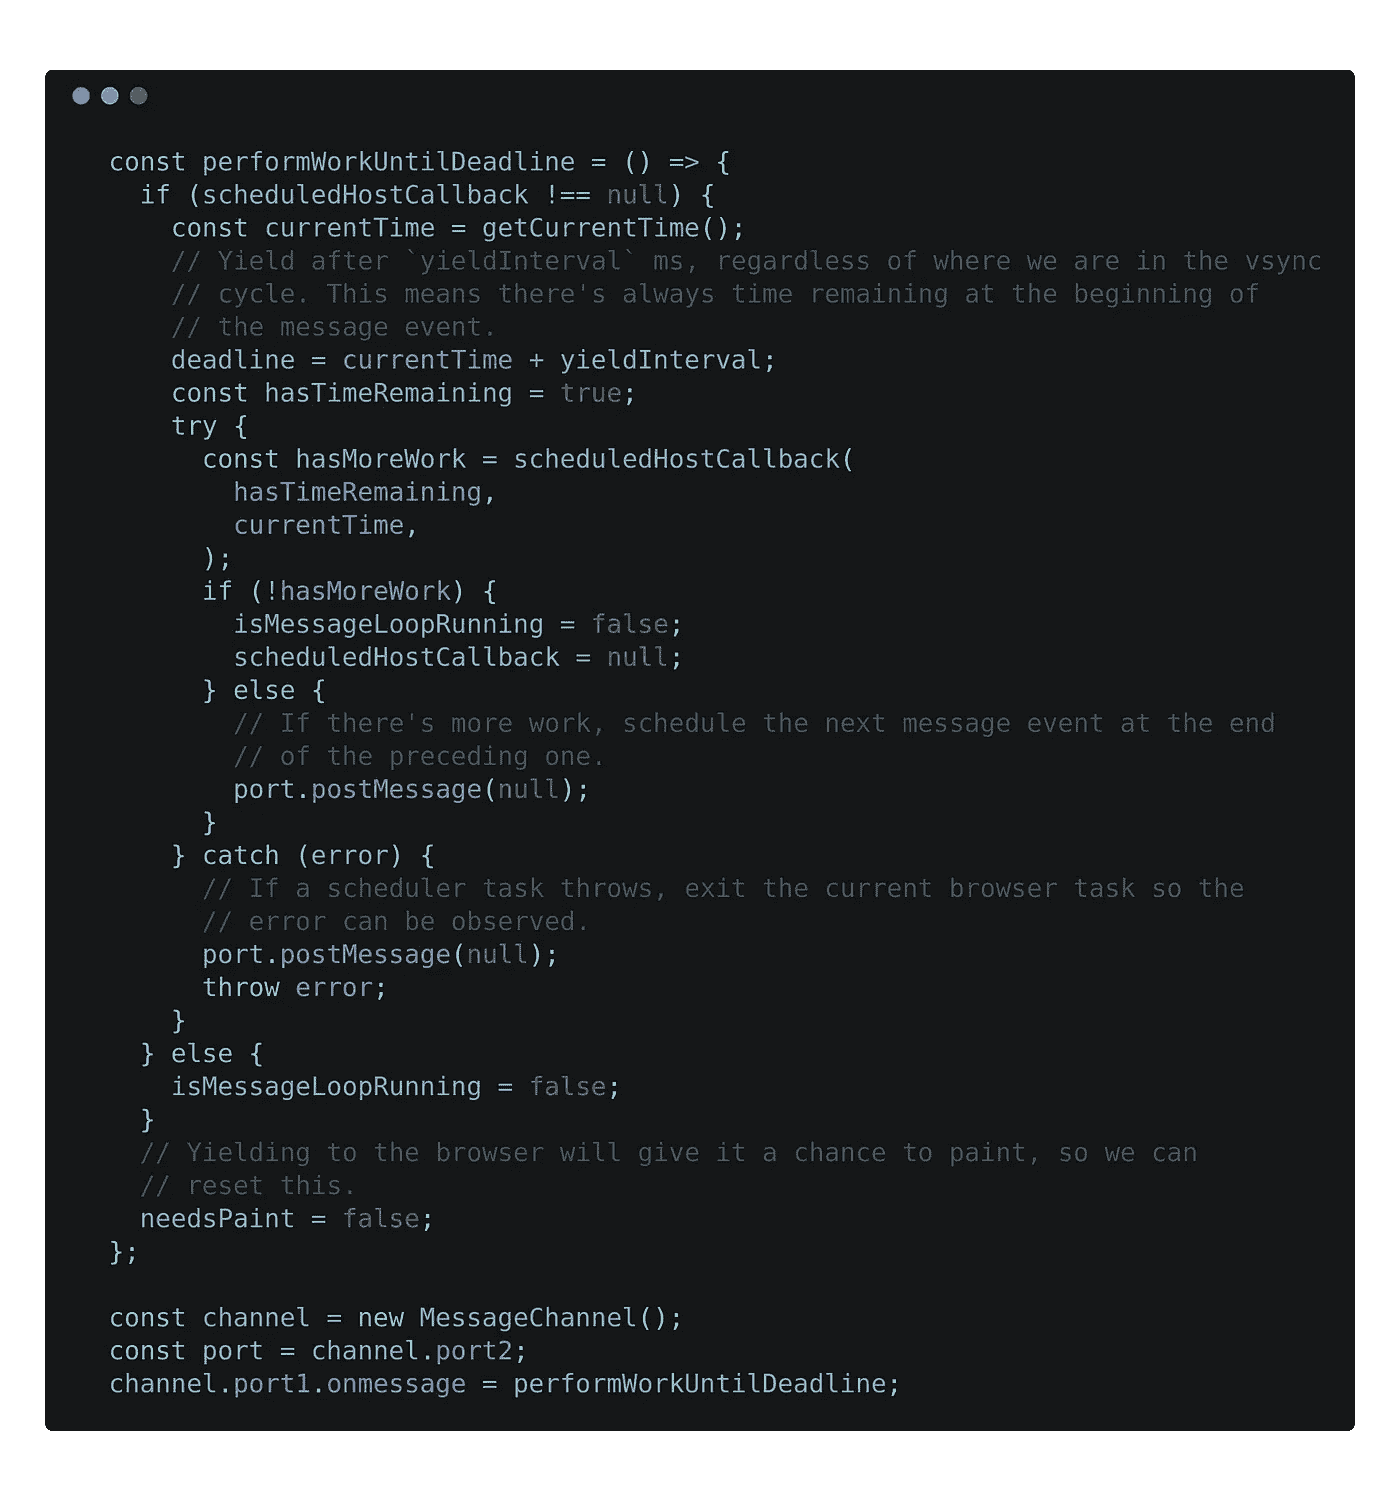 const performWorkUntilDeadline = () => {
  if (scheduledHostCallback !== null) {
    const currentTime = getCurrentTime();
    // Yield after `yieldInterval` ms, regardless of where we are in the vsync
    // cycle. This means there's always time remaining at the beginning of
    // the message event.
    deadline = currentTime + yieldInterval;
    const hasTimeRemaining = true;
    try {
      const hasMoreWork = scheduledHostCallback(
        hasTimeRemaining,
        currentTime,
      );
      if (!hasMoreWork) {
        isMessageLoopRunning = false;
        scheduledHostCallback = null;
      } else {
        // If there's more work, schedule the next message event at the end
        // of the preceding one.
        port.postMessage(null);
      }
    } catch (error) {
      // If a scheduler task throws, exit the current browser task so the
      // error can be observed.
      port.postMessage(null);
      throw error;
    }
  } else {
    isMessageLoopRunning = false;
  }
  // Yielding to the browser will give it a chance to paint, so we can
  // reset this.
  needsPaint = false;
};

const channel = new MessageChannel();
const port = channel.port2;
channel.port1.onmessage = performWorkUntilDeadline;